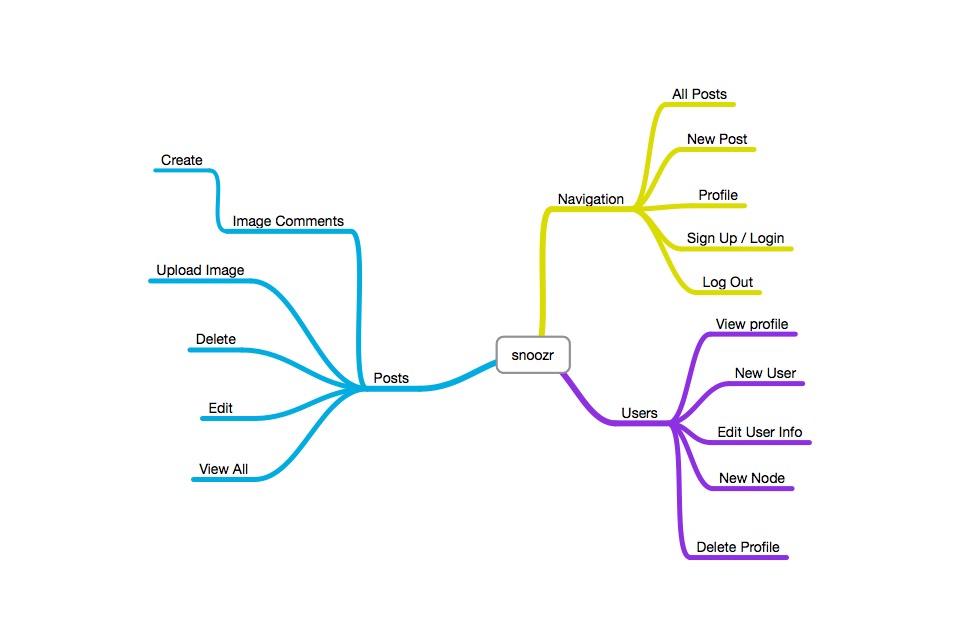 snoozr
Navigation
All Posts
New Post
Profile
Sign Up / Login
Log Out
Users
View profile
New User
Edit User Info
New Node
Delete Profile
Posts
Image Comments
Create
Upload Image
Delete
Edit
View All